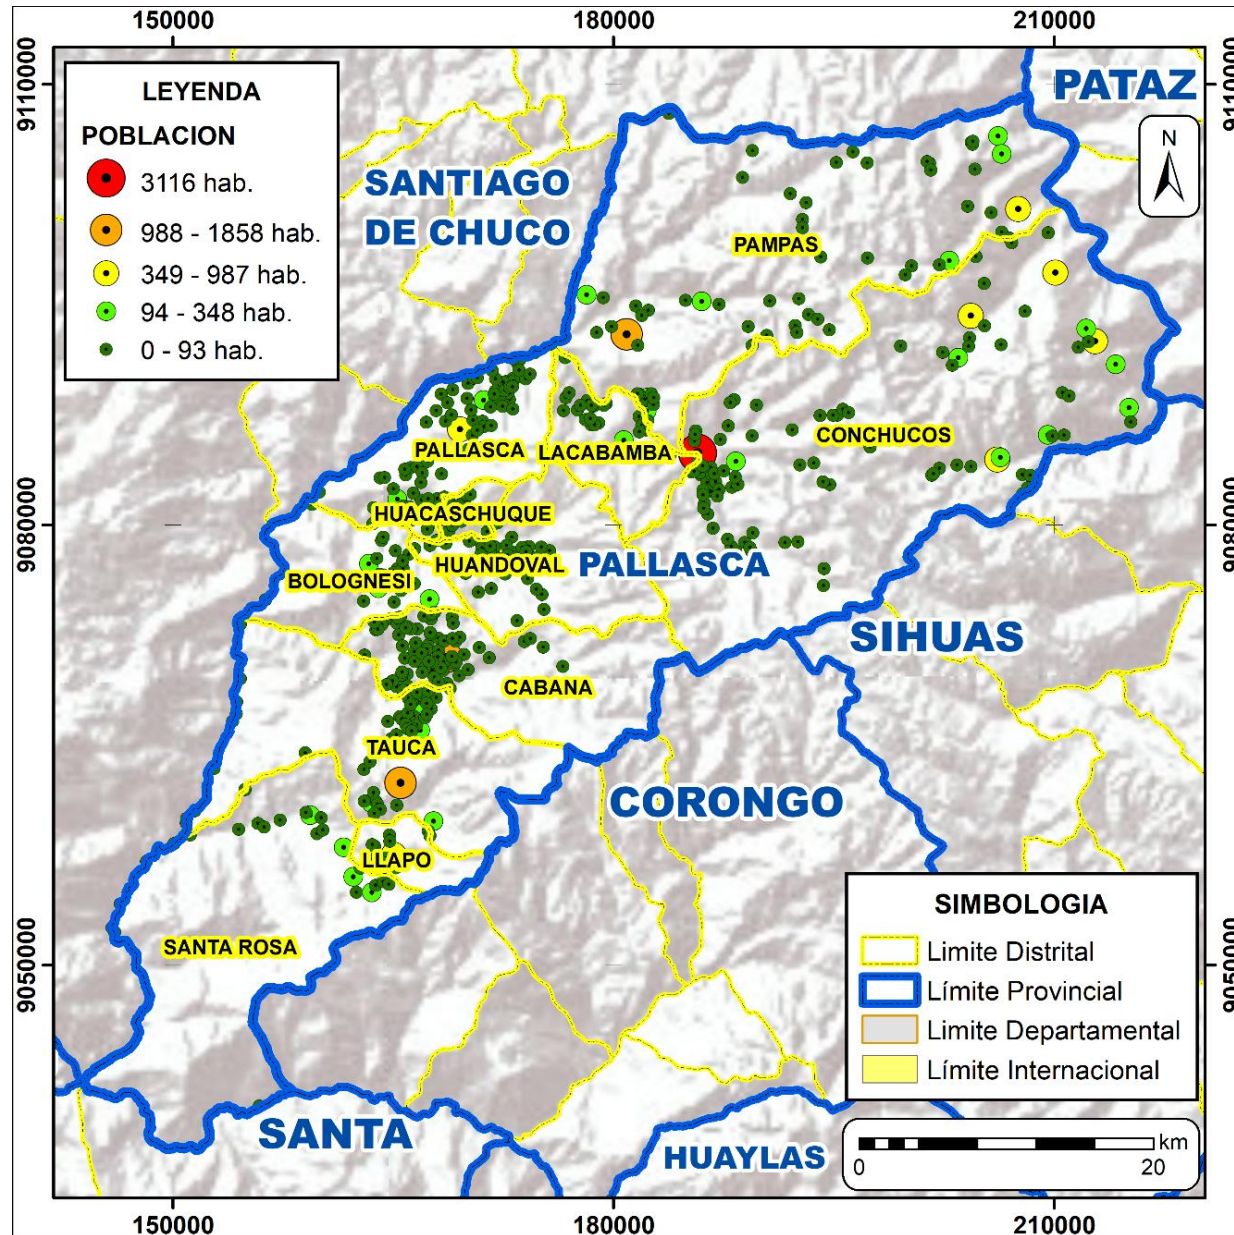 150000
180000
210000
9110000
9110000
LEYENDA
POBLACION
3116 hab.
988 - 1858 hab.
349 - 987 hab.
94 - 348 hab.
0 - 93 hab.
PATAZ
N
SANTIAGO
DE CHUCO
PAMPAS
PALLASCA
LACABAMBA
CONCHUCOS
HUACASCHUQUE
9080000
9080000
HUANDOVAL
PALLASCA
BOLOGNESI
SIHUAS
CABANA
TAUCA
CORONGO
LLAPO
SANTA ROSA
9050000
9050000
SIMBOLOGIA
Limite Distrital
Límite Provincial
Limite Departamental
Límite Internacional
SANTA
HUAYLAS
km
0
20
150000
180000
210000